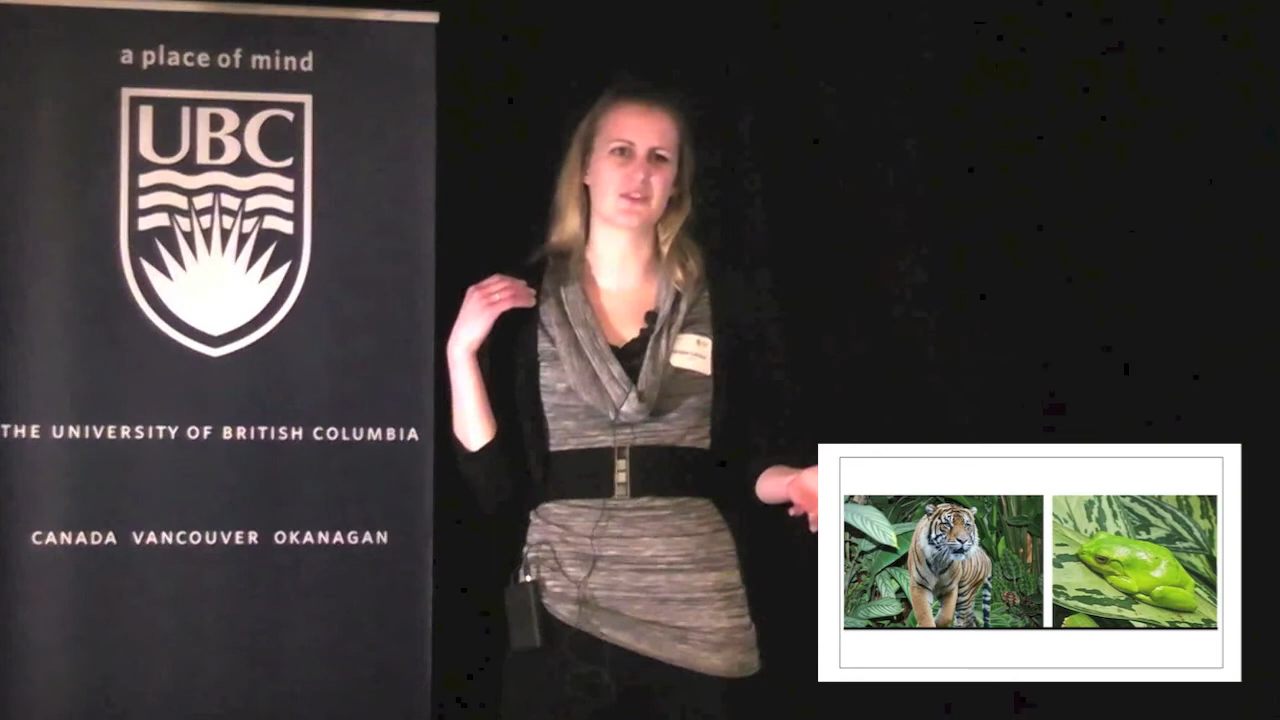 a place of mind
UBC
THE UNIVERSITY OF BRITISH COLUMBIA
CANADA VANCOUVER OKANAGAN